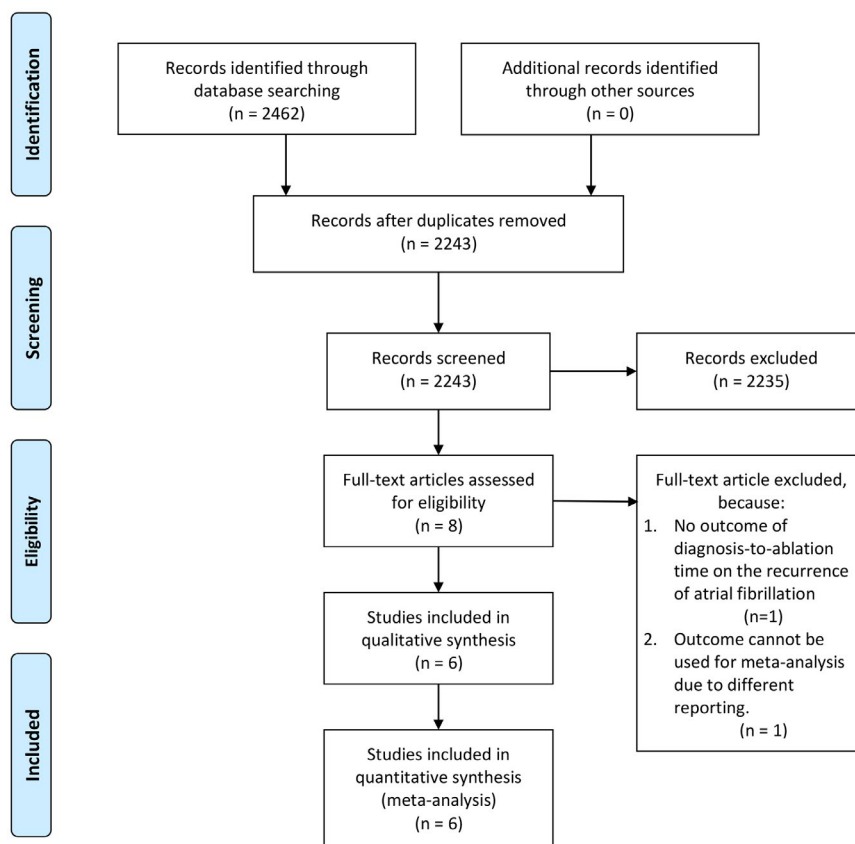 Identification
Records identified through
database searching
(n = 2462)
Additional records identified
through other sources
(n = 0)
Records after duplicates removed
(n = 2243)
Screening
Records screened
(n = 2243)
Records excluded
(n = 2235)
Eligibility
Full-text articles assessed
for eligibility
(n = 8)
Full-text article excluded,
because:
1. No outcome of
diagnosis-to-ablation
time on the recurrence
of atrial fibrillation
(n=1)
2. Outcome cannot be
used for meta-analysis
due to different
reporting.
(n = 1)
Studies included in
qualitative synthesis
(n = 6)
Included
Studies included in
quantitative synthesis
(meta-analysis)
(n = 6)